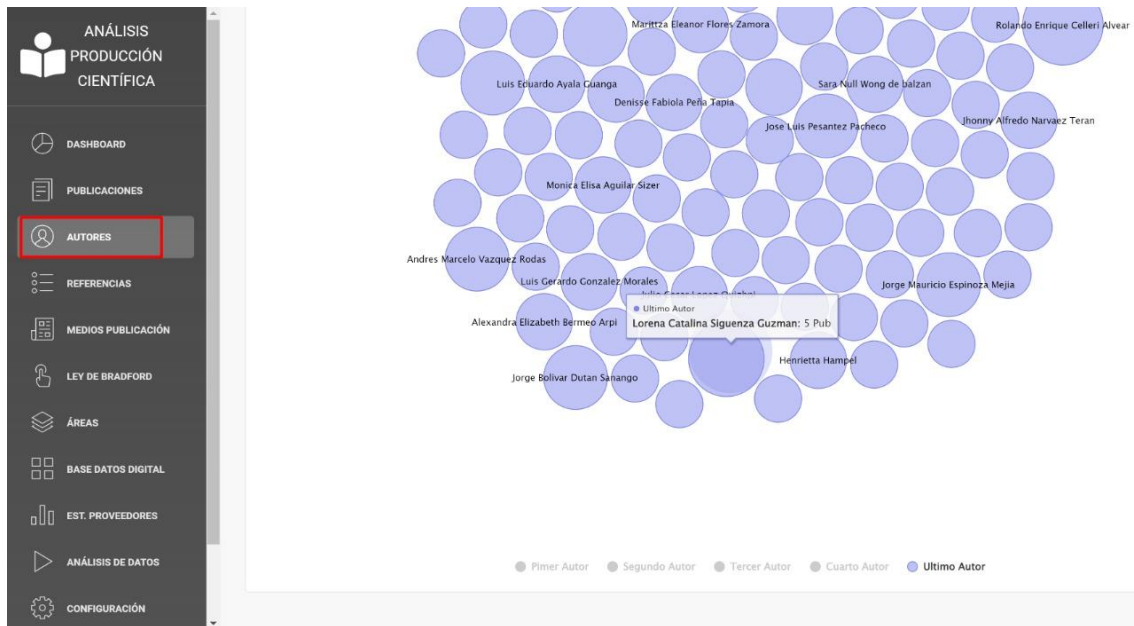 ANÁLISIS
PRODUCCIÓN
CIENTÍFICA
DASHBOARD
PUBLICACIONES
AUTORES
REFERENCIAS
MEDIOS PUBLICACIÓN
LEY DE BRADFORD
ÁREAS
BASE DATOS DIGITAL
EST. PROVEEDORES
ANÁLISIS DE DATOS
CONFIGURACIÓN
Marittza Eleanor Flores Zamora
Rolando Enrique Celleri Alvear
Luis Eduardo Ayala Guanga
Sara Null Wong de balzan
Denisse Fabiola Peña Tapia
Jose Luis Pesantez Pacheco
Jhonny Alfredo Narvaez Teran
Monica Elisa Aguilar Sizer
Andres Marcelo Vazquez Rodas
Luis Gerardo Gonzalez Morales
Jorge Mauricio Espinoza Mejia
Ultimo Autor
Lorena Catalina Siguenza Guzman: 5 Pub
Alexandra Elizabeth Bermeo Arpi
Henrietta Hampel
Jorge Bolivar Dutan Sanango
Pimer Autor Segundo Autor Tercer Autor Cuarto Autor Ultimo Autor